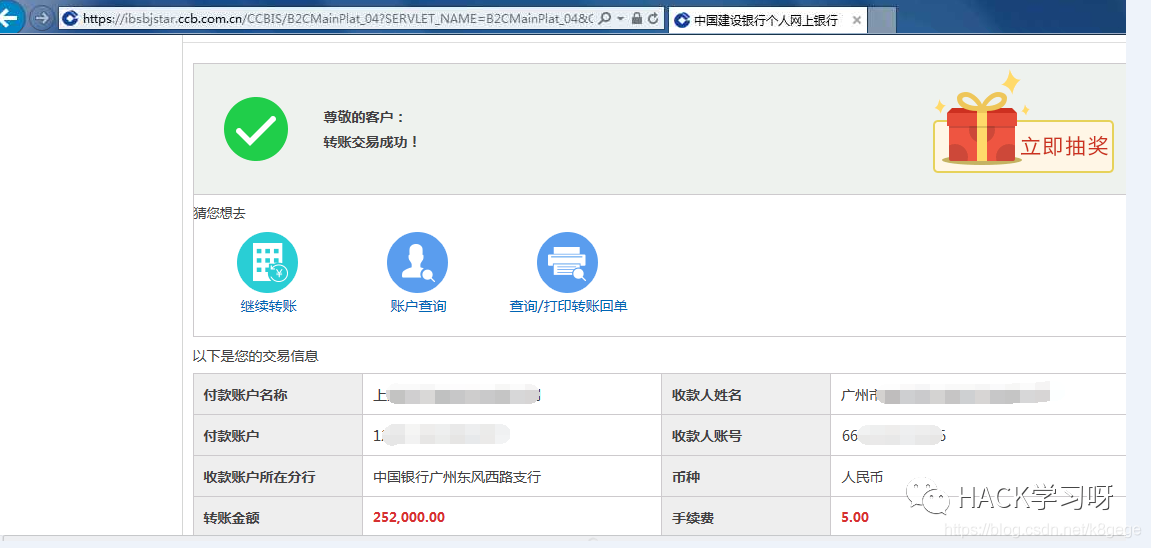 https://ibsbjstar.ccb.com.cn/CCBIS/B2CMainPlat_04?SERVLET_NAME=B2CMainPlat_04&
中国建设银行个人网上银行
尊敬的客户：
转账交易成功！
立即抽奖
猜您想去
继续转账
账户查询
查询/打印转账回单
以下是您的交易信息
付款账户名称 上 收款人姓名 广州市
付款账户 12 收款人账号 66 5
收款账户所在分行 中国银行广州东风西路支行 币种 人民币
转账金额 252,000.00 手续费 5.00
HACK学习呀
https://blog.csdn.net/k8gege